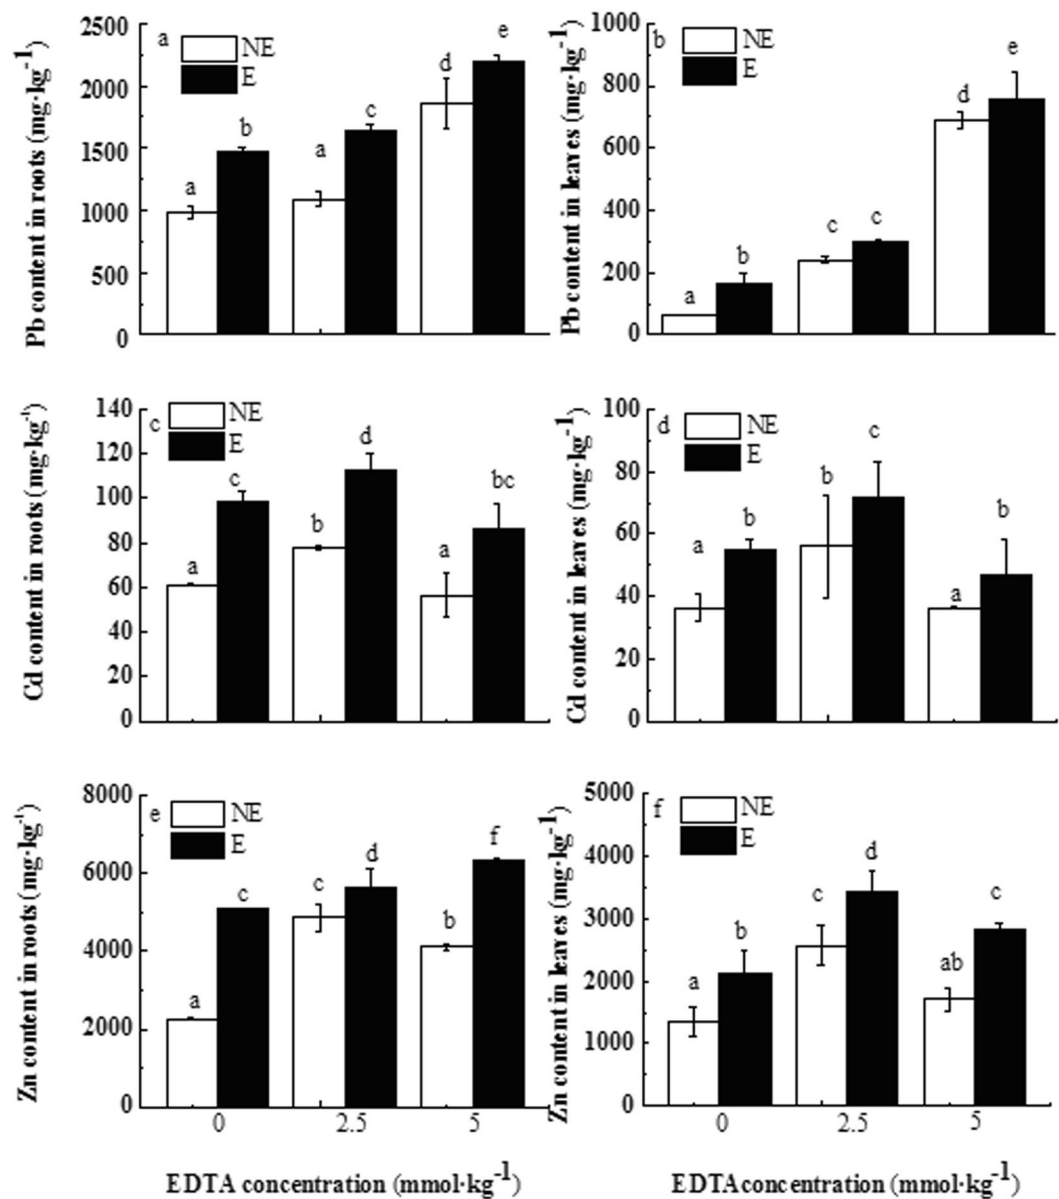 Pb content in roots (mg·kg-1)
2500
2000
1500
1000
500
0
a
NE
E
a
b
a
c
d
e
Pb content in leaves (mg·kg-1)
1000
800
600
400
200
0
b
NE
E
a
b
c
c
d
e
Cd content in roots (mg·kg-1)
140
120
100
80
60
40
20
0
c
NE
E
a
c
b
d
a
bc
Cd content in leaves (mg·kg-1)
100
80
60
40
20
0
d
NE
E
a
b
b
c
a
b
Zn content in roots (mg·kg-1)
8000
6000
4000
2000
0
e
NE
E
a
c
c
d
b
f
0
2.5
5
EDTA concentration (mmol·kg-1)
Zn content in leaves (mg·kg-1)
5000
4000
3000
2000
1000
0
f
NE
E
a
b
c
d
ab
c
0
2.5
5
EDTAconcentration (mmol·kg-1)